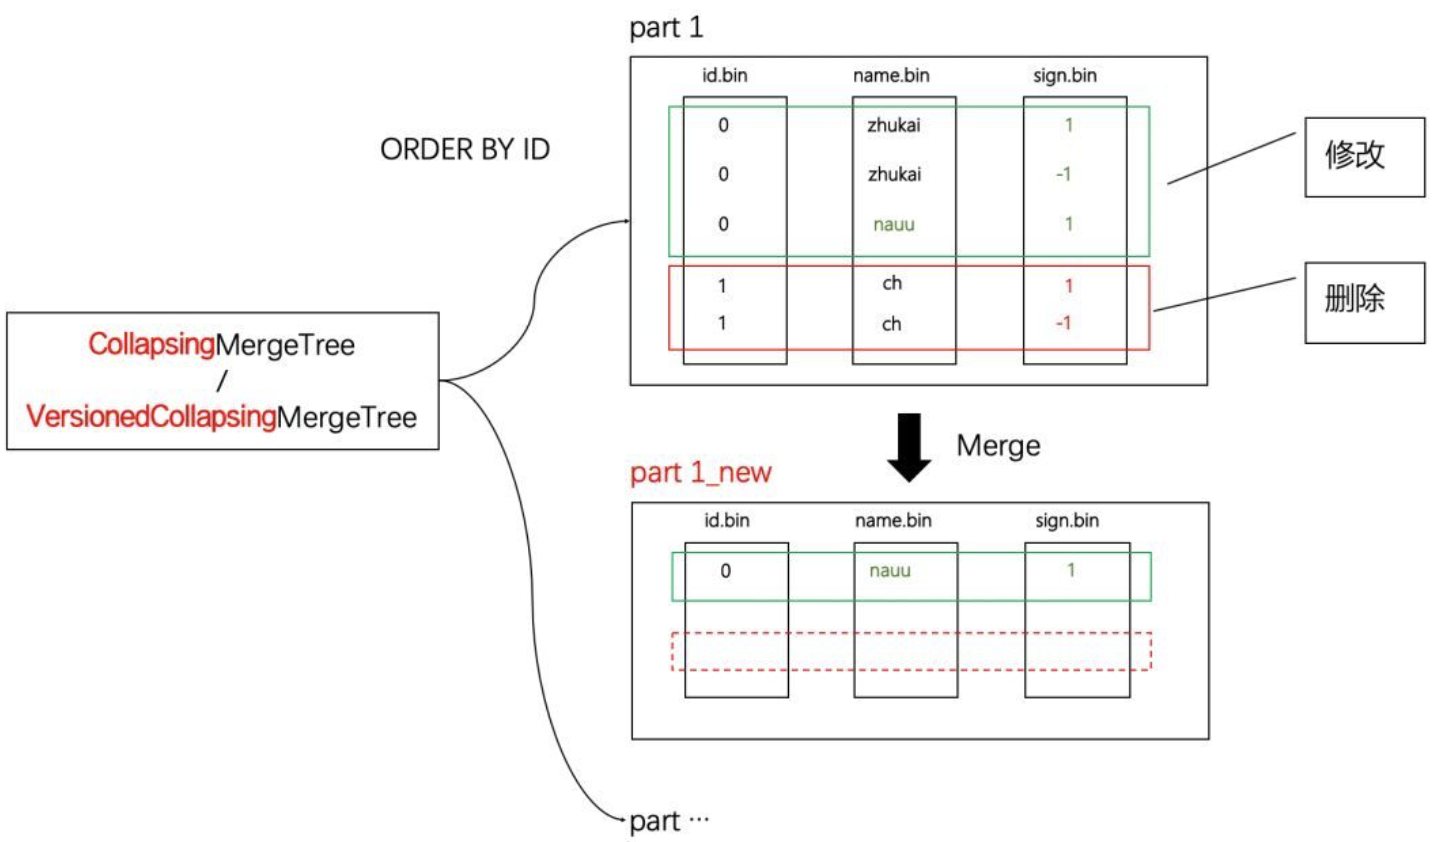 part 1
id.bin name.bin sign.bin
0 zhukai 1
0 zhukai -1
0 nauu 1
1 ch 1
1 ch -1
修改
删除
ORDER BY ID
CollapsingMergeTree
/
VersionedCollapsingMergeTree
Merge
part 1_new
id.bin name.bin sign.bin
0 nauu 1
part ···